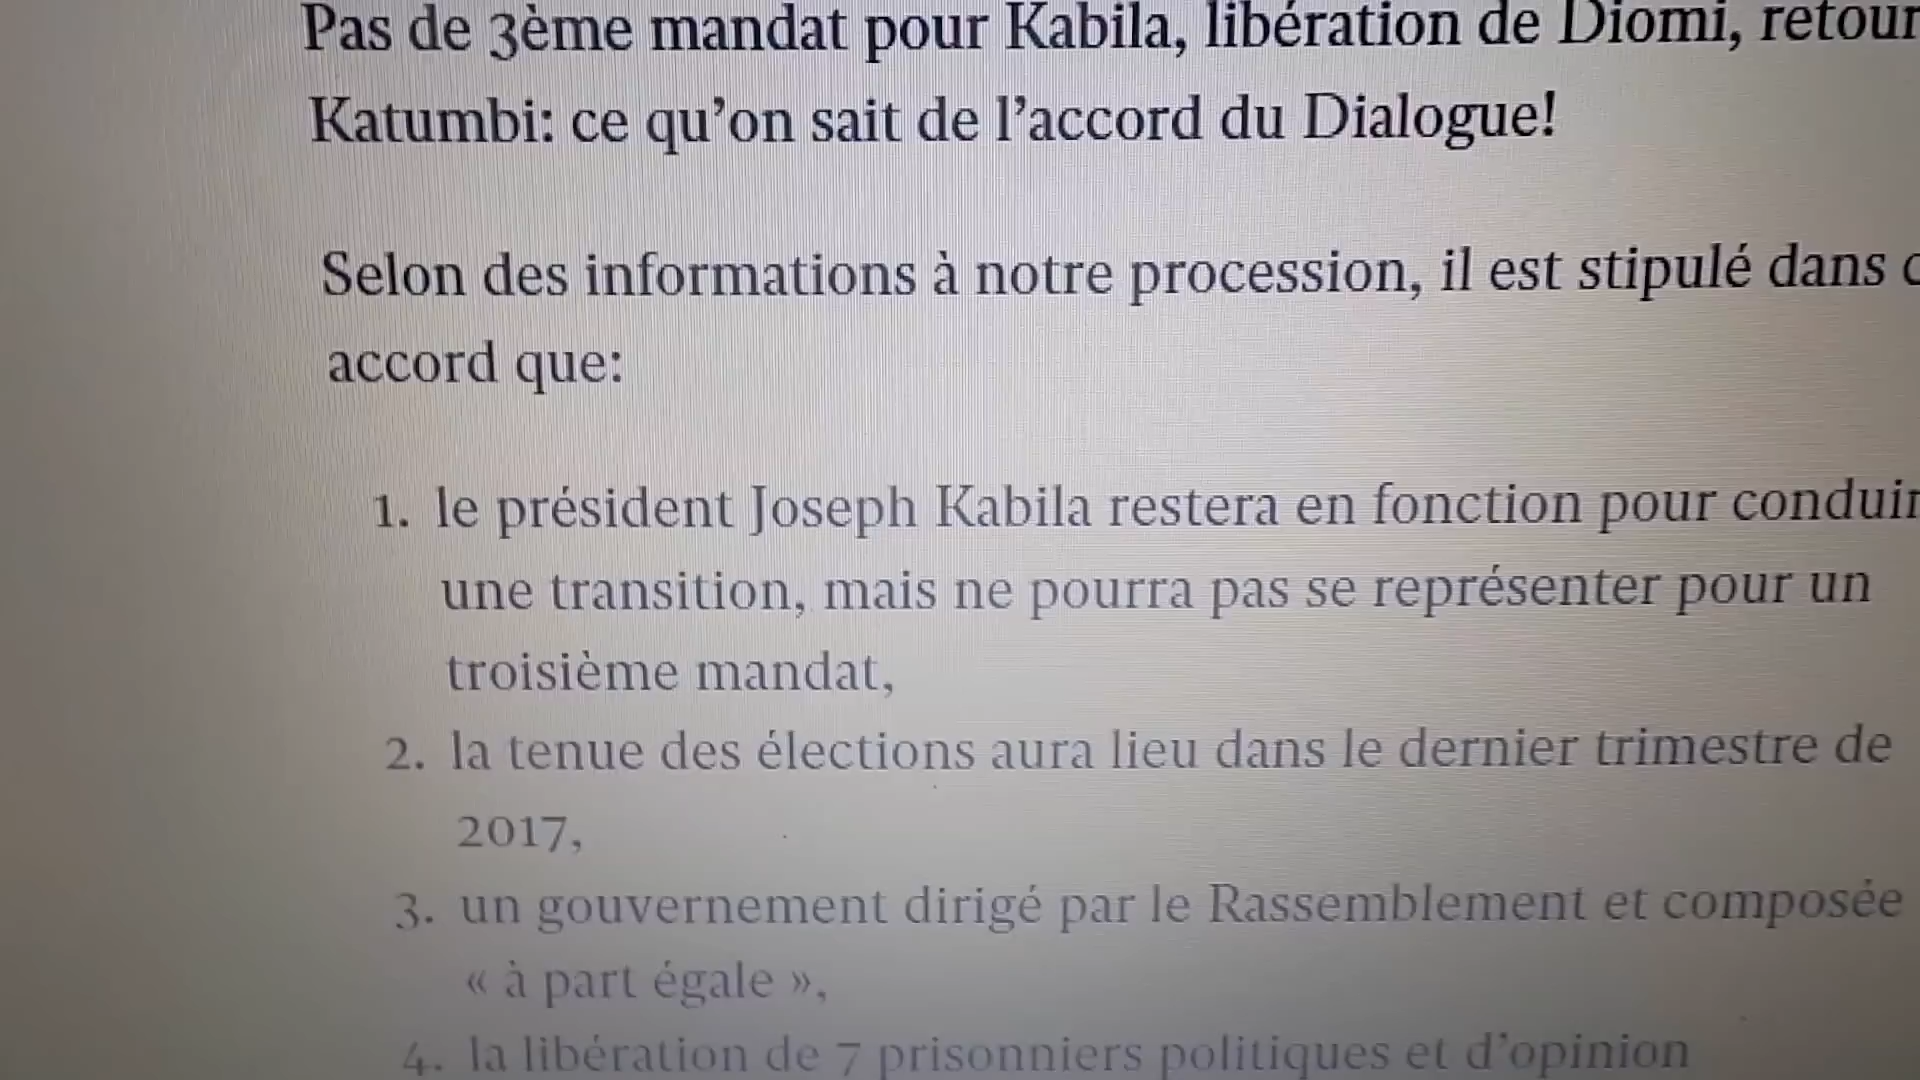 Pas de 3ème mandat pour Kabila, libération de Diomi, retour
Katumbi: ce qu’on sait de l’accord du Dialogue!
Selon des informations à notre procession, il est stipulé dans
accord que:
1. le président Joseph Kabila restera en fonction pour
une transition, mais ne pourra pas se représenter pour un
troisième mandat,
2. la tenue des élections aura lieu dans le dernier trimestre de
2017,
3. un gouvernement dirigé par le Rassemblement et composée
« à part égale »,
4. la libération de 7 prisonniers politiques et d’opinion